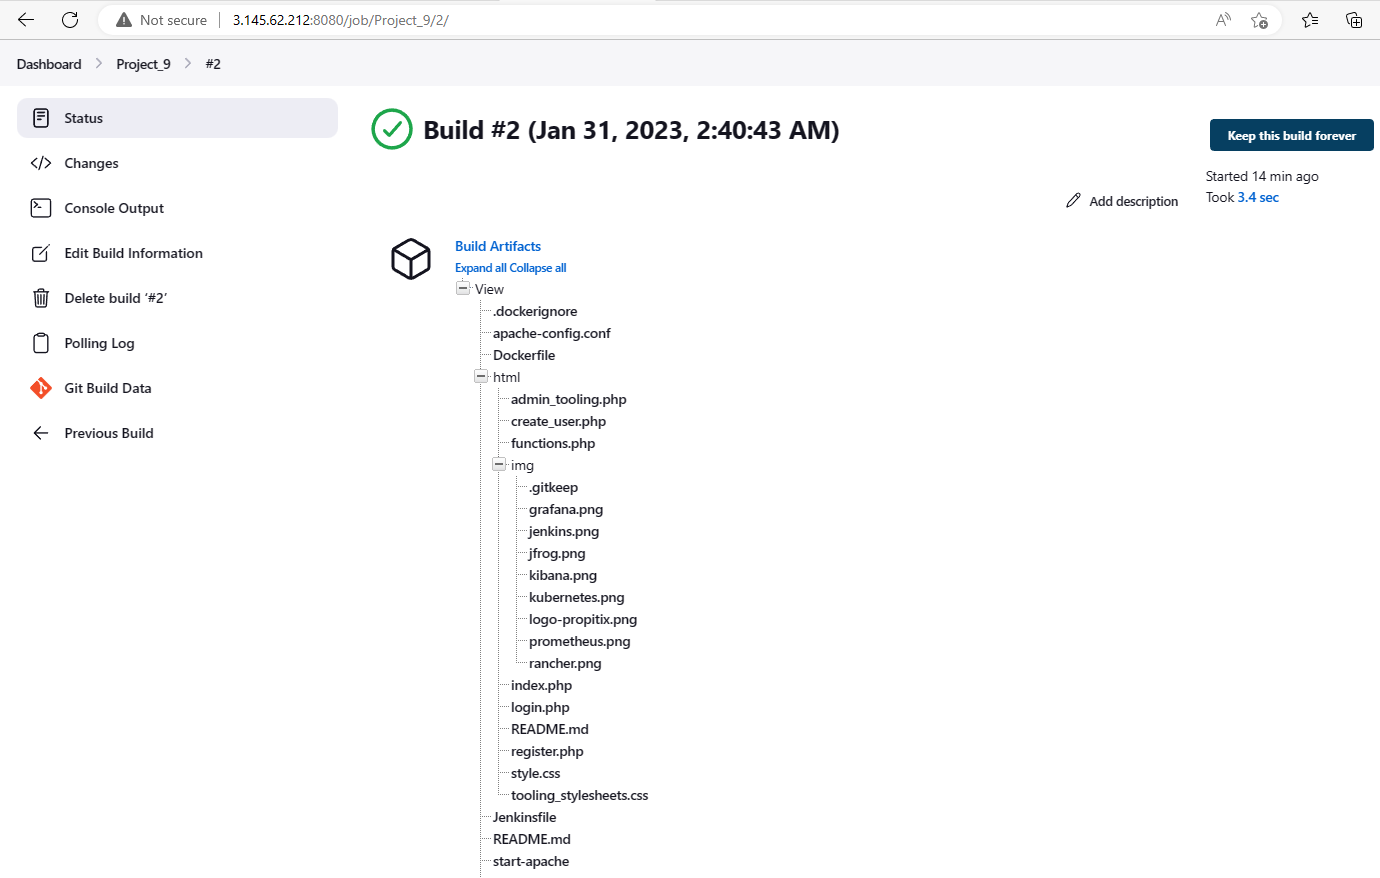 Not secure 3.145.62.212:8080/job/Project_9/2/
Dashboard Project_9 #2
Status
Changes
Console Output
Edit Build Information
Delete build ‘#2’
Polling Log
Git Build Data
Previous Build
Build #2 (Jan 31, 2023, 2:40:43 AM)
Keep this build forever
Started 14 min ago
Took 3.4 sec
Add description
Build Artifacts
Expand all Collapse all
View
.dockerignore
apache-config.conf
Dockerfile
html
admin_tooling.php
create_user.php
functions.php
img
.gitkeep
grafana.png
jenkins.png
jfrog.png
kibana.png
kubernetes.png
logo-propitix.png
prometheus.png
rancher.png
index.php
login.php
README.md
register.php
style.css
tooling_stylesheets.css
Jenkinsfile
README.md
start-apache